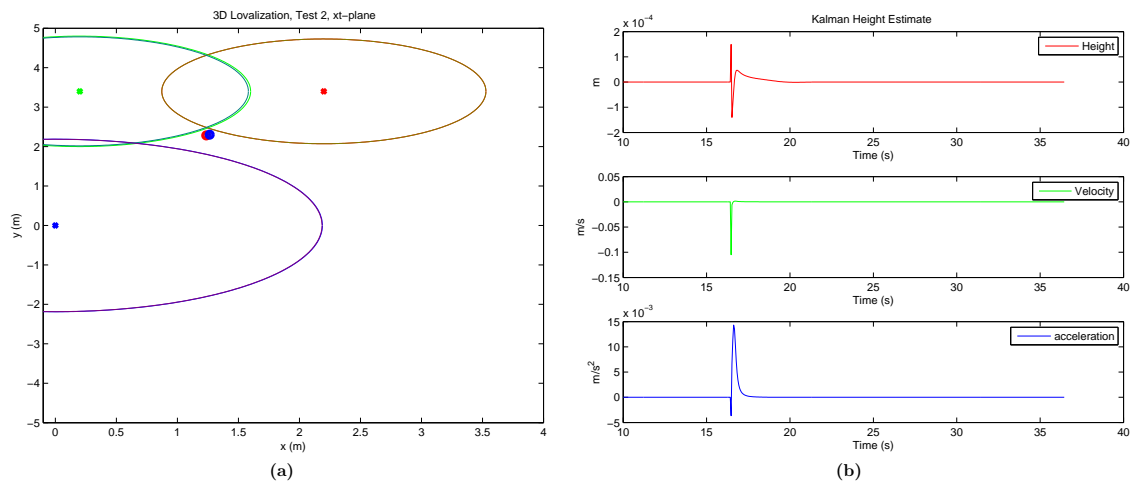 3D Lovalization, Test 2, xt-plane
5
4
3
2
1
0
−1
−2
−3
−4
−5
y (m)
0 0.5 1 1.5 2 2.5 3 3.5 4
x (m)
(a)
Kalman Height Estimate
x 10⁻⁴
2
1
0
−1
−2
m
Height
10 15 20 25 30 35 40
Time (s)
0.05
0
−0.05
−0.1
−0.15
m/s
Velocity
10 15 20 25 30 35 40
Time (s)
x 10⁻³
15
10
5
0
−5
m/s²
acceleration
10 15 20 25 30 35 40
Time (s)
(b)